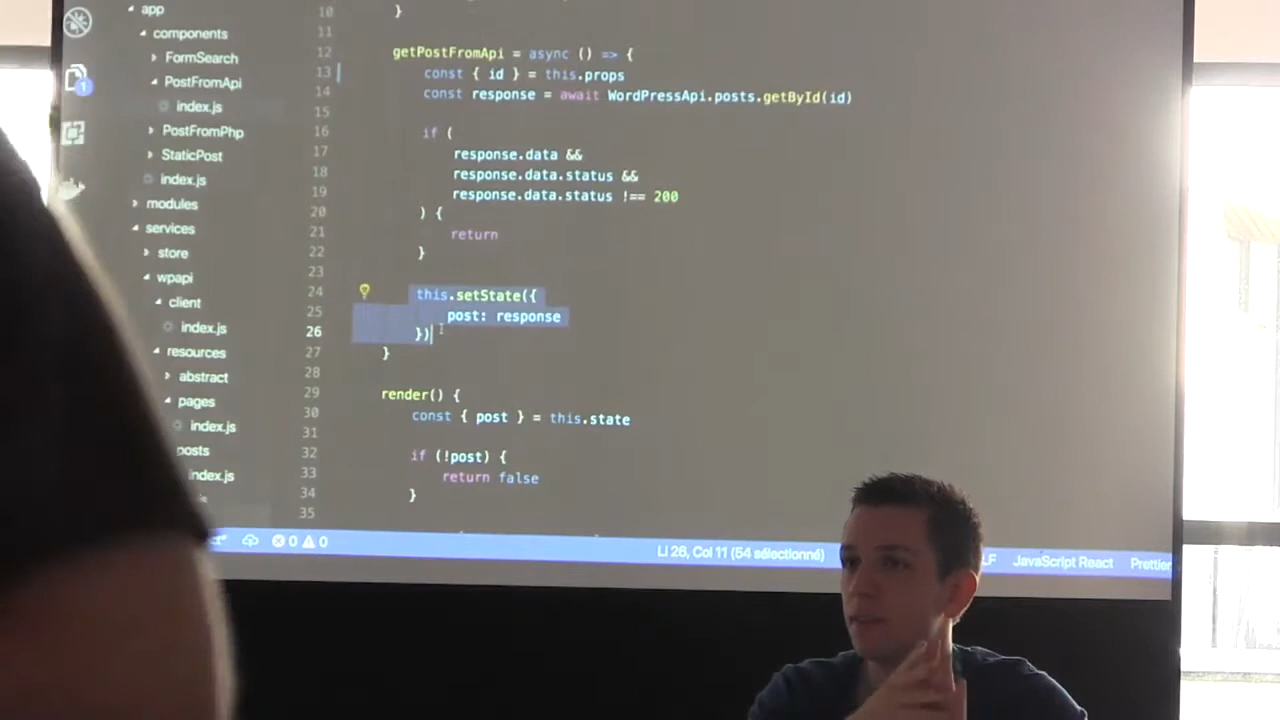 app
components
FormSearch
PostFromApi
index.js
PostFromPhp
StaticPost
index.js
modules
services
store
wpapi
client
index.js
resources
abstract
pages
index.js
posts
index.js
1
10 }
11
12 getPostFromApi = async () => {
13 const { id } = this.props
14 const response = await WordPressApi.posts.getById(id)
15
16 if (
17 response.data &&
18 response.data.status &&
19 response.data.status !== 200
20 ) {
21 return
22 }
23
24 this.setState({
25 post: response
26 })
27 }
28
29 render() {
30 const { post } = this.state
31
32 if (!post) {
33 return false
34 }
35
0 0 Li 26, Col 11 (54 sélectionné) LF JavaScript React Prettier